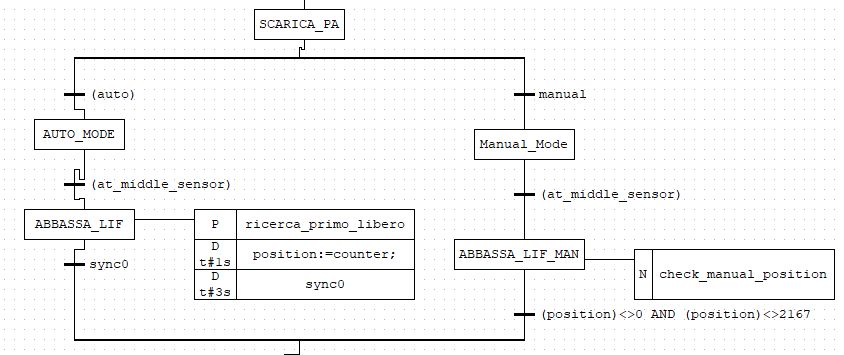 SCARICA_PA
(auto)
manual
AUTO_MODE
Manual_Mode
(at_middle_sensor)
(at_middle_sensor)
ABBASSA_LIF
P ricerca_primo_libero
D t#1s position:=counter;
D t#3s sync0
sync0
ABBASSA_LIF_MAN
N check_manual_position
(position)<>0 AND (position)<>2167